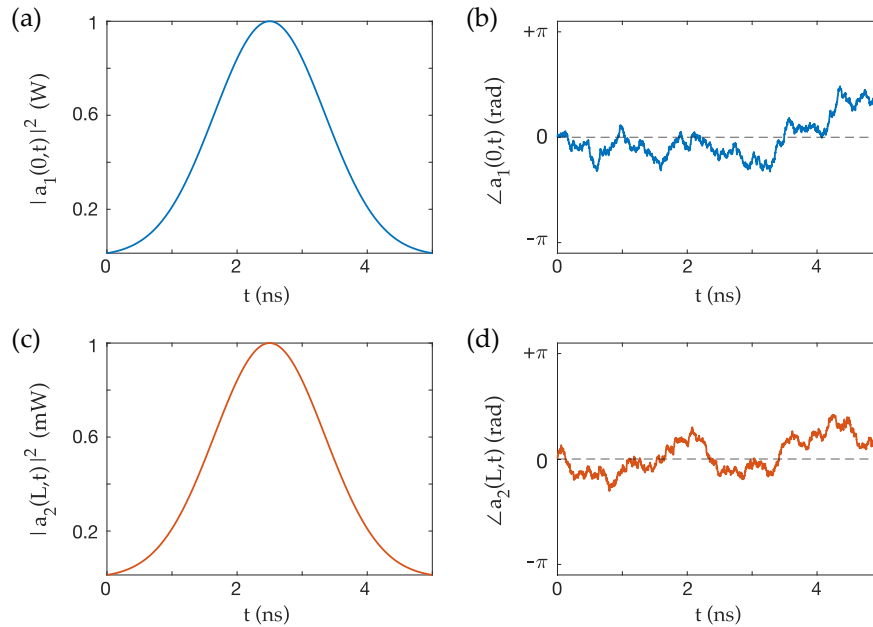 (a)
|a₁(0,t)|² (W)
1
0.6
0.2
0
2
4
t (ns)
(b)
∠a₁(0,t) (rad)
+π
0
-π
0
2
4
t (ns)
(c)
|a₂(L,t)|² (mW)
1
0.6
0.2
0
2
4
t (ns)
(d)
∠a₂(L,t) (rad)
+π
0
-π
0
2
4
t (ns)